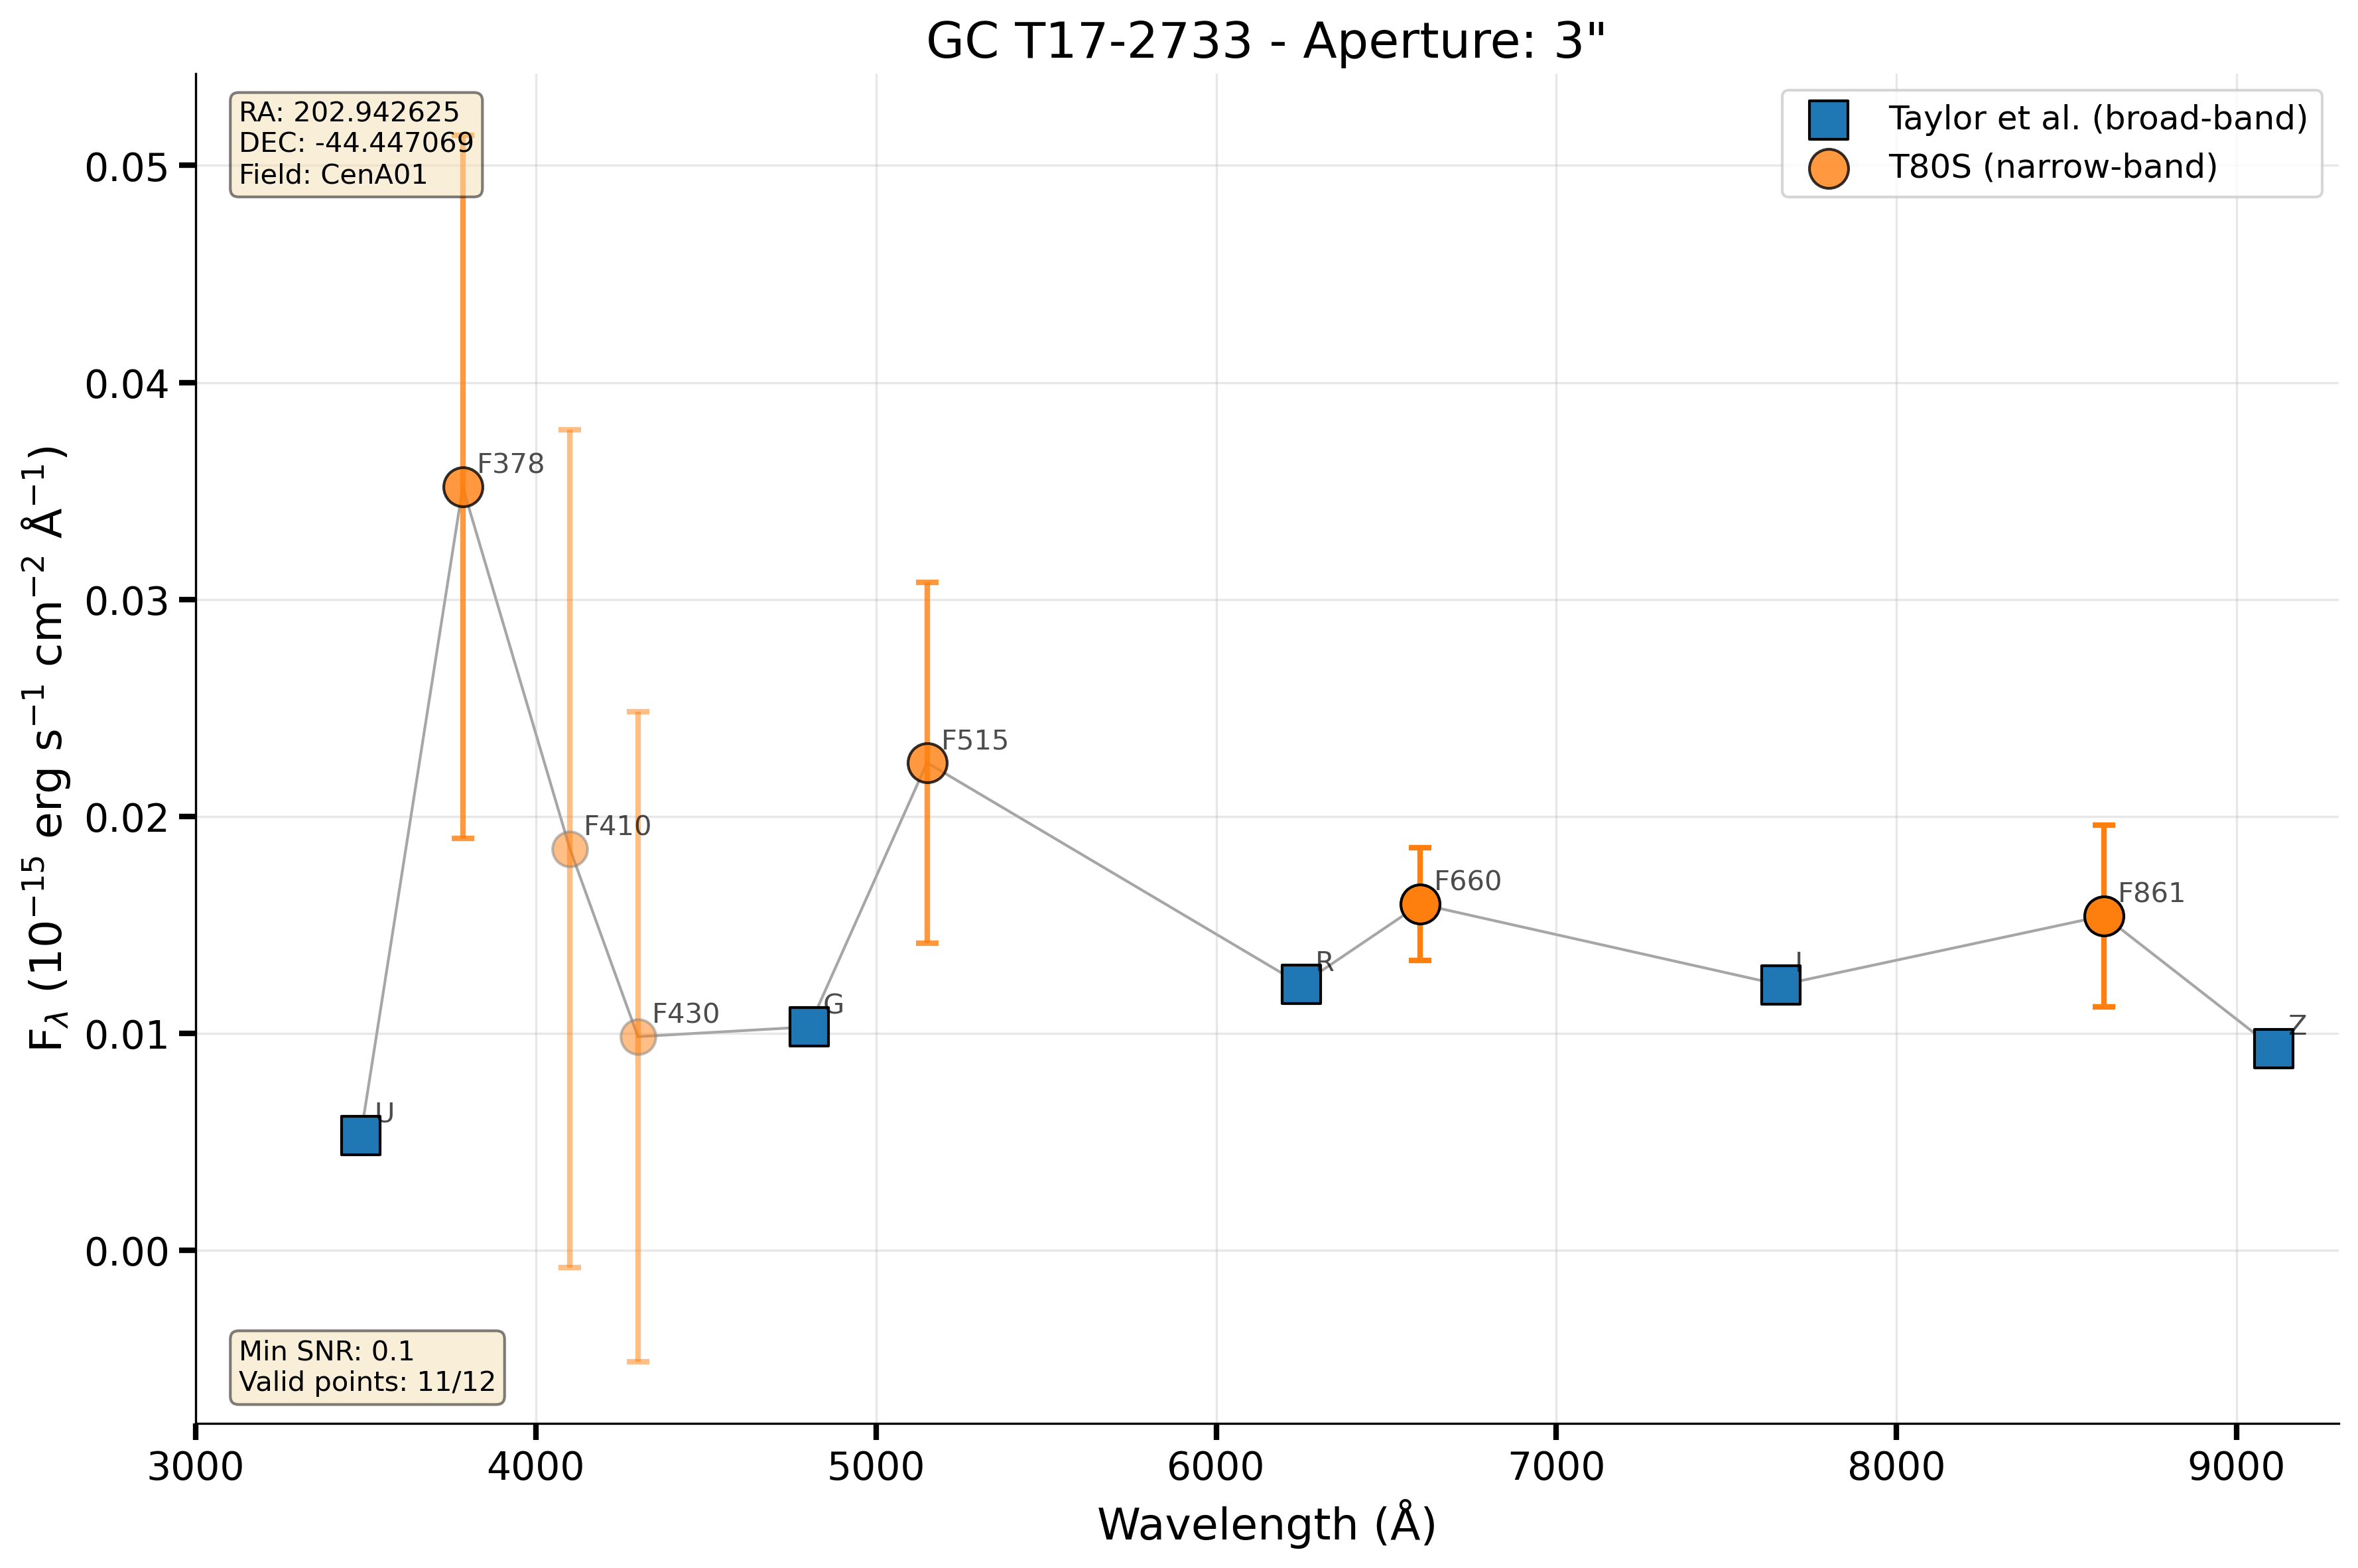 GC T17-2733 - Aperture: 3"
RA: 202.942625
DEC: -44.447069
Field: CenA01
Taylor et al. (broad-band)
T80S (narrow-band)
0.05
0.04
0.03
0.02
0.01
0.00
F_λ (10⁻¹⁵ erg s⁻¹ cm⁻² Å⁻¹)
F378
F410
F430
F515
F660
F861
U
G
R
I
Z
Min SNR: 0.1
Valid points: 11/12
3000
4000
5000
6000
7000
8000
9000
Wavelength (Å)